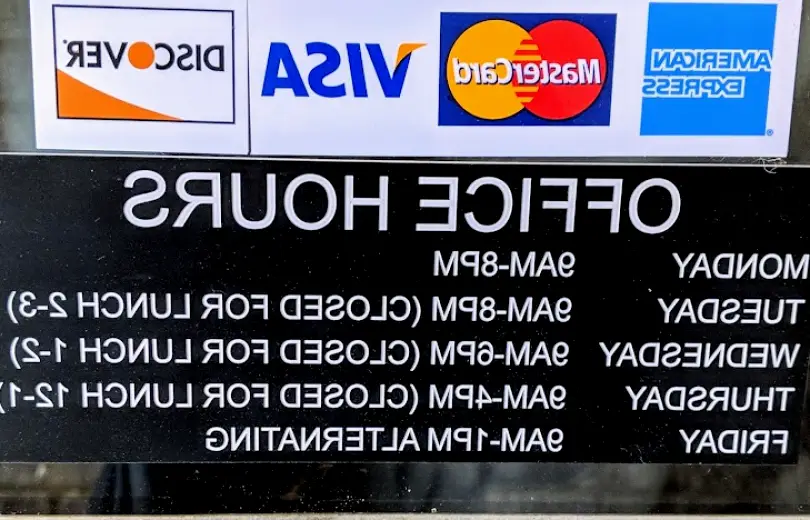 AMERICAN
EXPRESS
MasterCard
VISA
DISCOVER
OFFICE HOURS
MONDAY 9AM-8PM
TUESDAY 9AM-8PM (CLOSED FOR LUNCH 2-3)
WEDNESDAY 9AM-6PM (CLOSED FOR LUNCH 1-2)
THURSDAY 9AM-4PM (CLOSED FOR LUNCH 12-1)
FRIDAY 9AM-1PM ALTERNATING